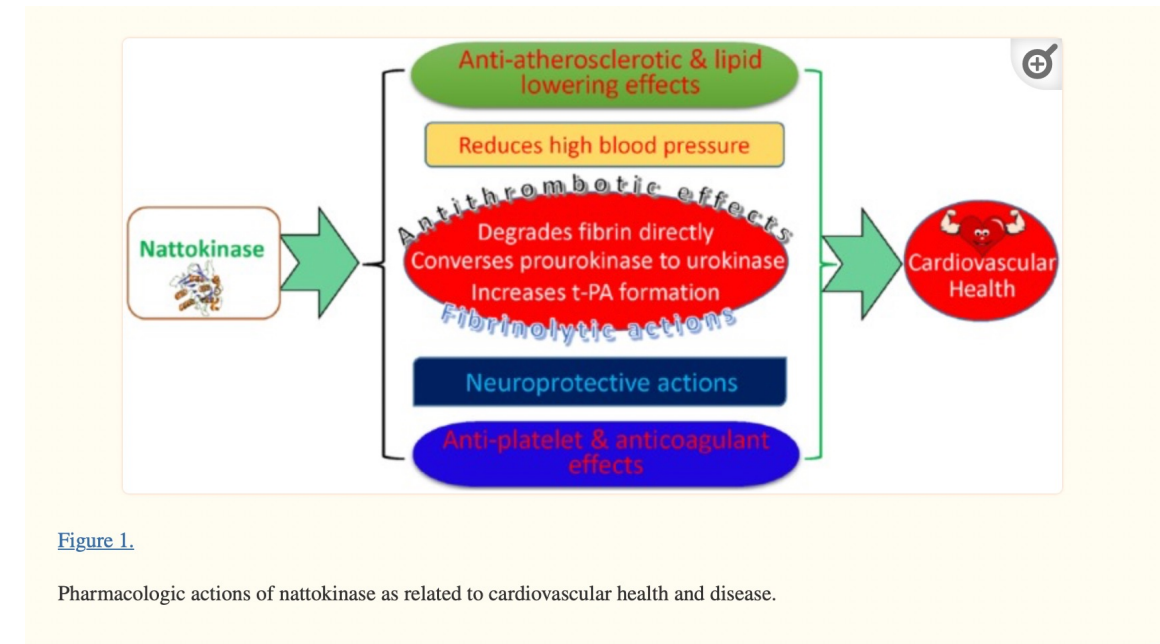 Anti-atherosclerotic & lipid
lowering effects
Reduces high blood pressure
Antithrombotic effects
Nattokinase
Degrades fibrin directly
Converses prourokinase to urokinase
Increases t-PA formation
Fibrinolytic actions
Cardiovascular
Health
Neuroprotective actions
Anti-platelet & anticoagulant
effects
Figure 1.
Pharmacologic actions of nattokinase as related to cardiovascular health and disease.